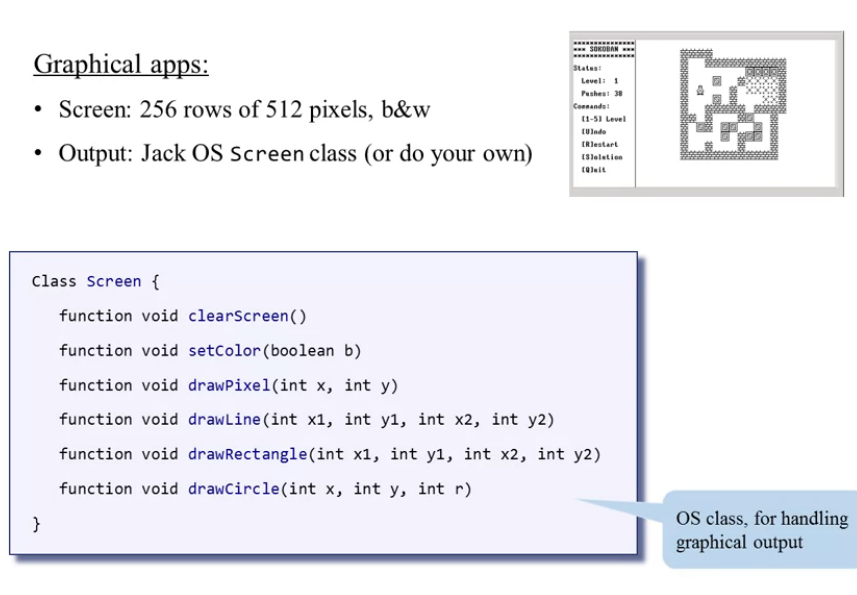 Graphical apps:
• Screen: 256 rows of 512 pixels, b&w
• Output: Jack OS Screen class (or do your own)
*** SOKOBAN ***
States:
Level: 1
Pushes: 30
Commands:
[1-5] Level
[U]ndo
[R]estart
[S]olution
[Q]uit
Class Screen {
function void clearScreen()
function void setColor(boolean b)
function void drawPixel(int x, int y)
function void drawLine(int x1, int y1, int x2, int y2)
function void drawRectangle(int x1, int y1, int x2, int y2)
function void drawCircle(int x, int y, int r)
}
OS class, for handling
graphical output